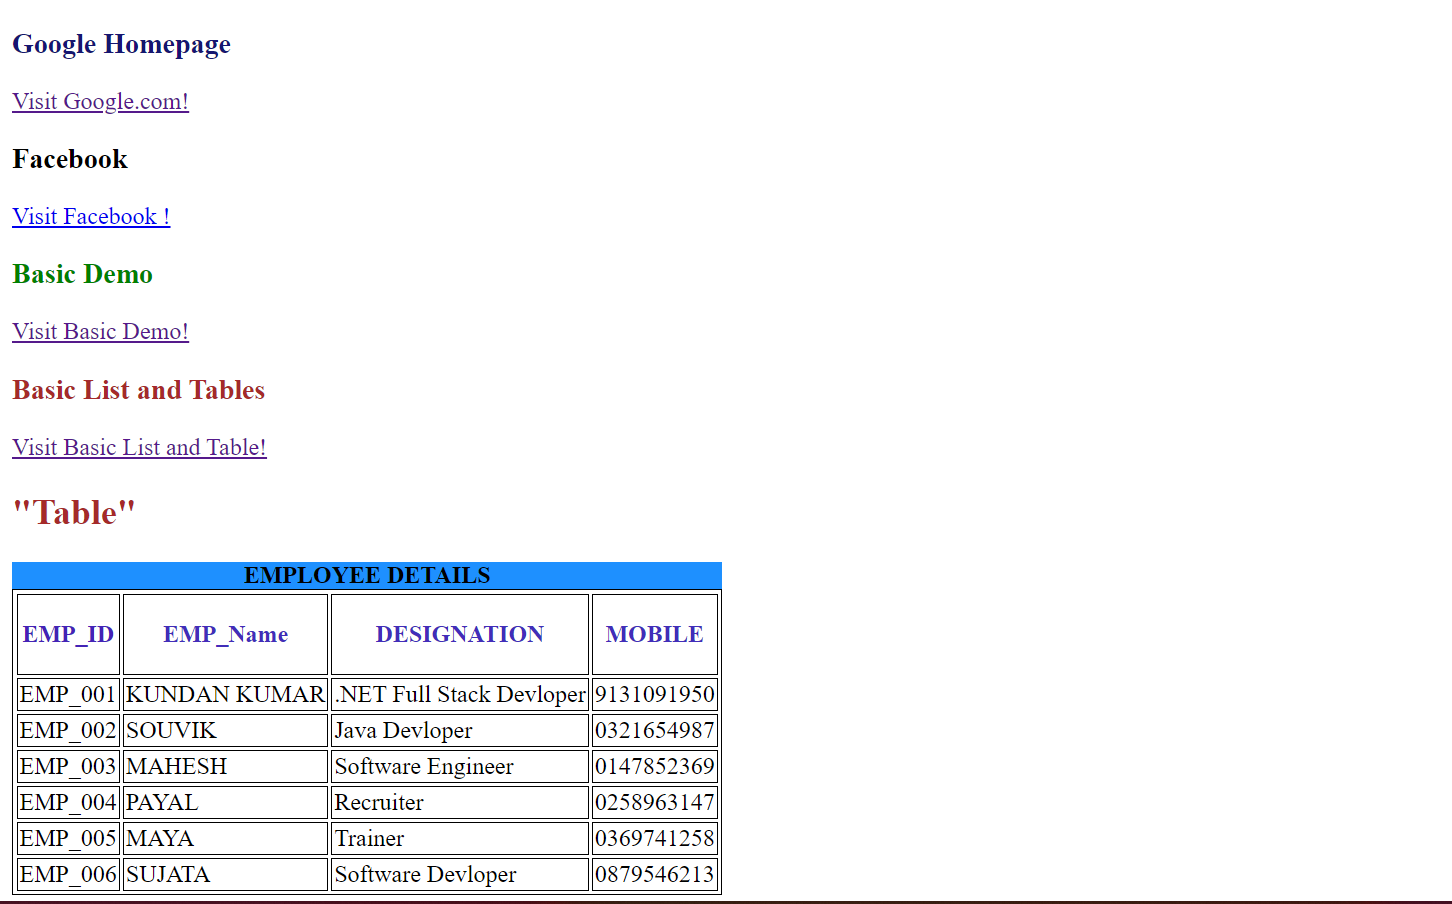 Google Homepage
Visit Google.com!
Facebook
Visit Facebook !
Basic Demo
Visit Basic Demo!
Basic List and Tables
Visit Basic List and Table!
"Table"
EMPLOYEE DETAILS
EMP_ID EMP_Name DESIGNATION MOBILE
EMP_001 KUNDAN KUMAR .NET Full Stack Devloper 9131091950
EMP_002 SOUVIK Java Devloper 0321654987
EMP_003 MAHESH Software Engineer 0147852369
EMP_004 PAYAL Recruiter 0258963147
EMP_005 MAYA Trainer 0369741258
EMP_006 SUJATA Software Devloper 0879546213